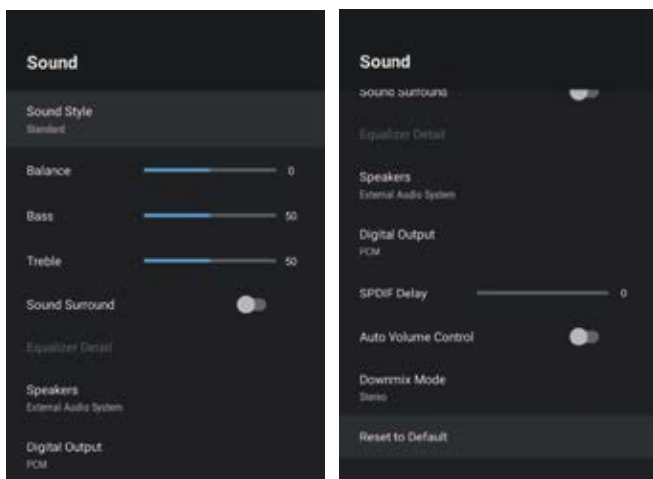 Sound
Sound Style
Standard
Balance 0
Bass 50
Treble 50
Sound Surround
Equalizer Detail
Speakers
External Audio System
Digital Output
PCM
Sound
Sound Surround
Equalizer Detail
Speakers
External Audio System
Digital Output
PCM
SPDIF Delay 0
Auto Volume Control
Downmix Mode
Stereo
Reset to Default